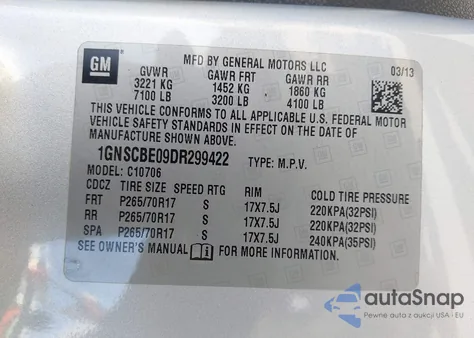 GM
MFD BY GENERAL MOTORS LLC
03/13
GVWR GAWR FRT GAWR RR
3221 KG 1452 KG 1860 KG
7100 LB 3200 LB 4100 LB
THIS VEHICLE CONFORMS TO ALL APPLICABLE U.S. FEDERAL MOTOR
VEHICLE SAFETY STANDARDS IN EFFECT ON THE DATE OF
MANUFACTURE SHOWN ABOVE.
1GNSCBE09DR299422 TYPE: M.P.V.
MODEL: C10706
CDCZ TIRE SIZE SPEED RTG RIM COLD TIRE PRESSURE
FRT P265/70R17 S 17X7.5J 220KPA(32PSI)
RR P265/70R17 S 17X7.5J 220KPA(32PSI)
SPA P265/70R17 S 17X7.5J 240KPA(35PSI)
SEE OWNER'S MANUAL FOR MORE INFORMATION.
autoSnap
Pewne auta z aukcji USA - EU